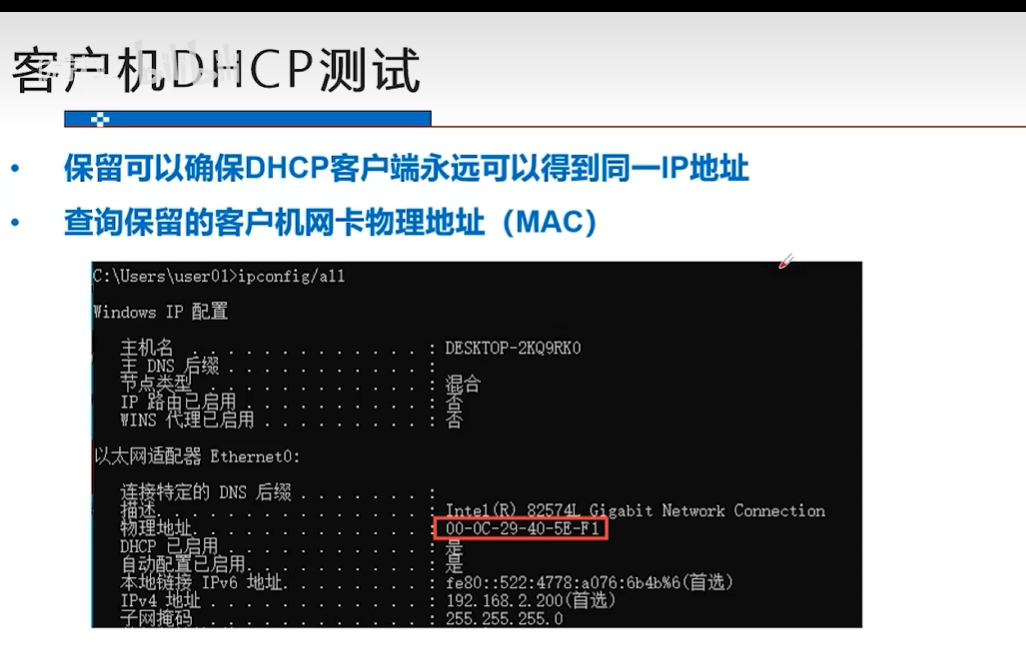 客户机DHCP测试
• 保留可以确保DHCP客户端永远可以得到同一IP地址
• 查询保留的客户机网卡物理地址（MAC）
C:\Users\user01>ipconfig/all
Windows IP 配置
主机名 . . . . . . . . . . . . . : DESKTOP-2KQ9RK0
主 DNS 后缀 . . . . . . . . . . . :
节点类型 . . . . . . . . . . . . : 混合
IP 路由已启用 . . . . . . . . . . : 否
WINS 代理已启用 . . . . . . . . . : 否
以太网适配器 Ethernet0:
连接特定的 DNS 后缀 . . . . . . . :
描述. . . . . . . . . . . . . . . : Intel(R) 82574L Gigabit Network Connection
物理地址. . . . . . . . . . . . . : 00-0C-29-40-5E-F1
DHCP 已启用 . . . . . . . . . . . : 是
自动配置已启用. . . . . . . . . . : 是
本地链接 IPv6 地址. . . . . . . . : fe80::522:4778:a076:6b4b%6(首选)
IPv4 地址 . . . . . . . . . . . . : 192.168.2.200(首选)
子网掩码 . . . . . . . . . . . . : 255.255.255.0